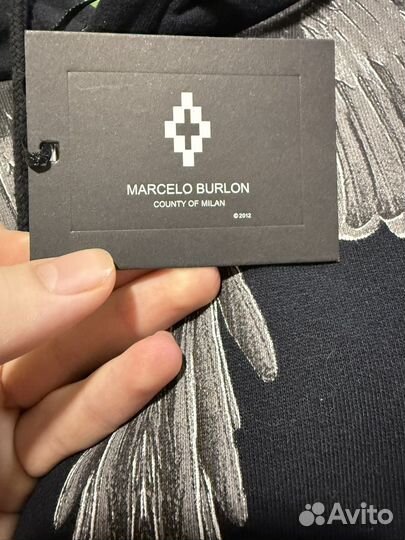 MARCELO BURLON
COUNTY OF MILAN
©2012
Avito